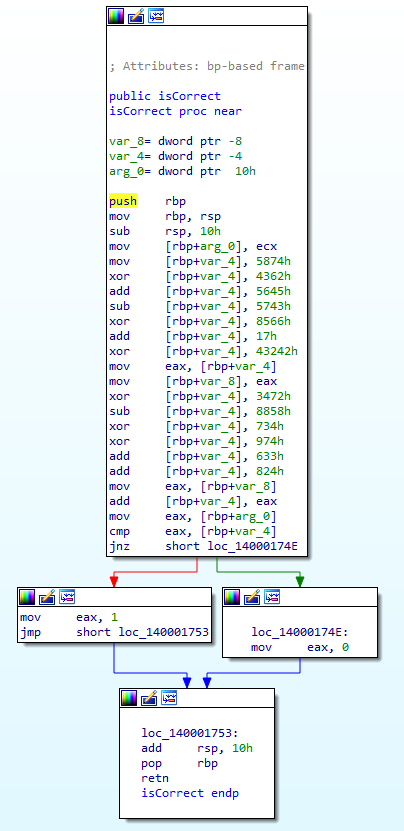 ; Attributes: bp-based frame
public isCorrect
isCorrect proc near
var_8= dword ptr -8
var_4= dword ptr -4
arg_0= dword ptr  10h
push    rbp
mov     rbp, rsp
sub     rsp, 10h
mov     [rbp+arg_0], ecx
mov     [rbp+var_4], 5874h
xor     [rbp+var_4], 4362h
add     [rbp+var_4], 5645h
sub     [rbp+var_4], 5743h
xor     [rbp+var_4], 8566h
add     [rbp+var_4], 17h
xor     [rbp+var_4], 43242h
mov     eax, [rbp+var_4]
mov     [rbp+var_8], eax
xor     [rbp+var_4], 3472h
sub     [rbp+var_4], 8858h
xor     [rbp+var_4], 734h
xor     [rbp+var_4], 974h
add     [rbp+var_4], 633h
add     [rbp+var_4], 824h
mov     eax, [rbp+var_8]
add     [rbp+var_4], eax
mov     eax, [rbp+arg_0]
cmp     eax, [rbp+var_4]
jnz     short loc_14000174E
mov     eax, 1
jmp     short loc_140001753
loc_14000174E:
mov     eax, 0
loc_140001753:
add     rsp, 10h
pop     rbp
retn
isCorrect endp